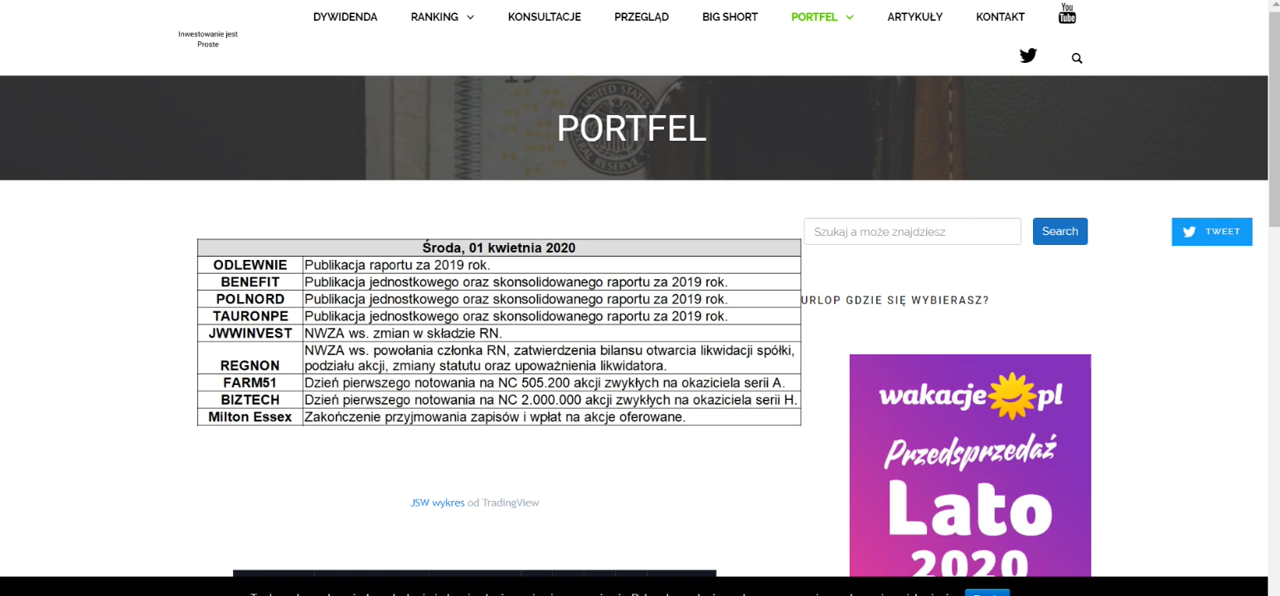 DYWIDENDA RANKING KONSULTACJE PRZEGLĄD BIG SHORT PORTFEL ARTYKUŁY KONTAKT You Tube
Inwestowanie jest
Proste
PORTFEL
Szukaj a może znajdziesz Search TWEET
Środa, 01 kwietnia 2020
ODLEWNIE Publikacja raportu za 2019 rok.
BENEFIT Publikacja jednostkowego oraz skonsolidowanego raportu za 2019 rok.
POLNORD Publikacja jednostkowego oraz skonsolidowanego raportu za 2019 rok.
TAURONPE Publikacja jednostkowego oraz skonsolidowanego raportu za 2019 rok.
JWWINVEST NWZA ws. zmian w składzie RN.
REGNON NWZA ws. powołania członka RN, zatwierdzenia bilansu otwarcia likwidacji spółki,
podziału akcji, zmiany statutu oraz upoważnienia likwidatora.
FARM51 Dzień pierwszego notowania na NC 505.200 akcji zwykłych na okaziciela serii A.
BIZTECH Dzień pierwszego notowania na NC 2.000.000 akcji zwykłych na okaziciela serii H.
Milton Essex Zakończenie przyjmowania zapisów i wpłat na akcje oferowane.
URLOP GDZIE SIĘ WYBIERASZ?
wakacje.pl
Przedsprzedaż
Lato
2020
JSW wykres od TradingView